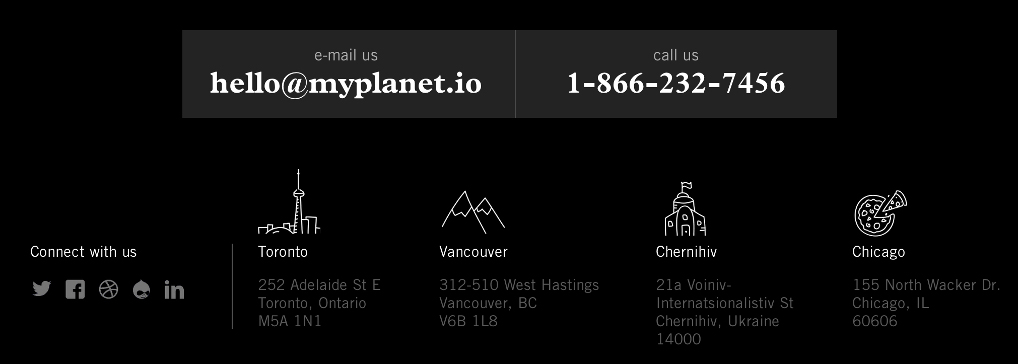 e-mail us
hello@myplanet.io
call us
1-866-232-7456
Connect with us
Toronto
252 Adelaide St E
Toronto, Ontario
M5A 1N1
Vancouver
312-510 West Hastings
Vancouver, BC
V6B 1L8
Chernihiv
21a Voiniv-
Internatsionalistiv St
Chernihiv, Ukraine
14000
Chicago
155 North Wacker Dr.
Chicago, IL
60606